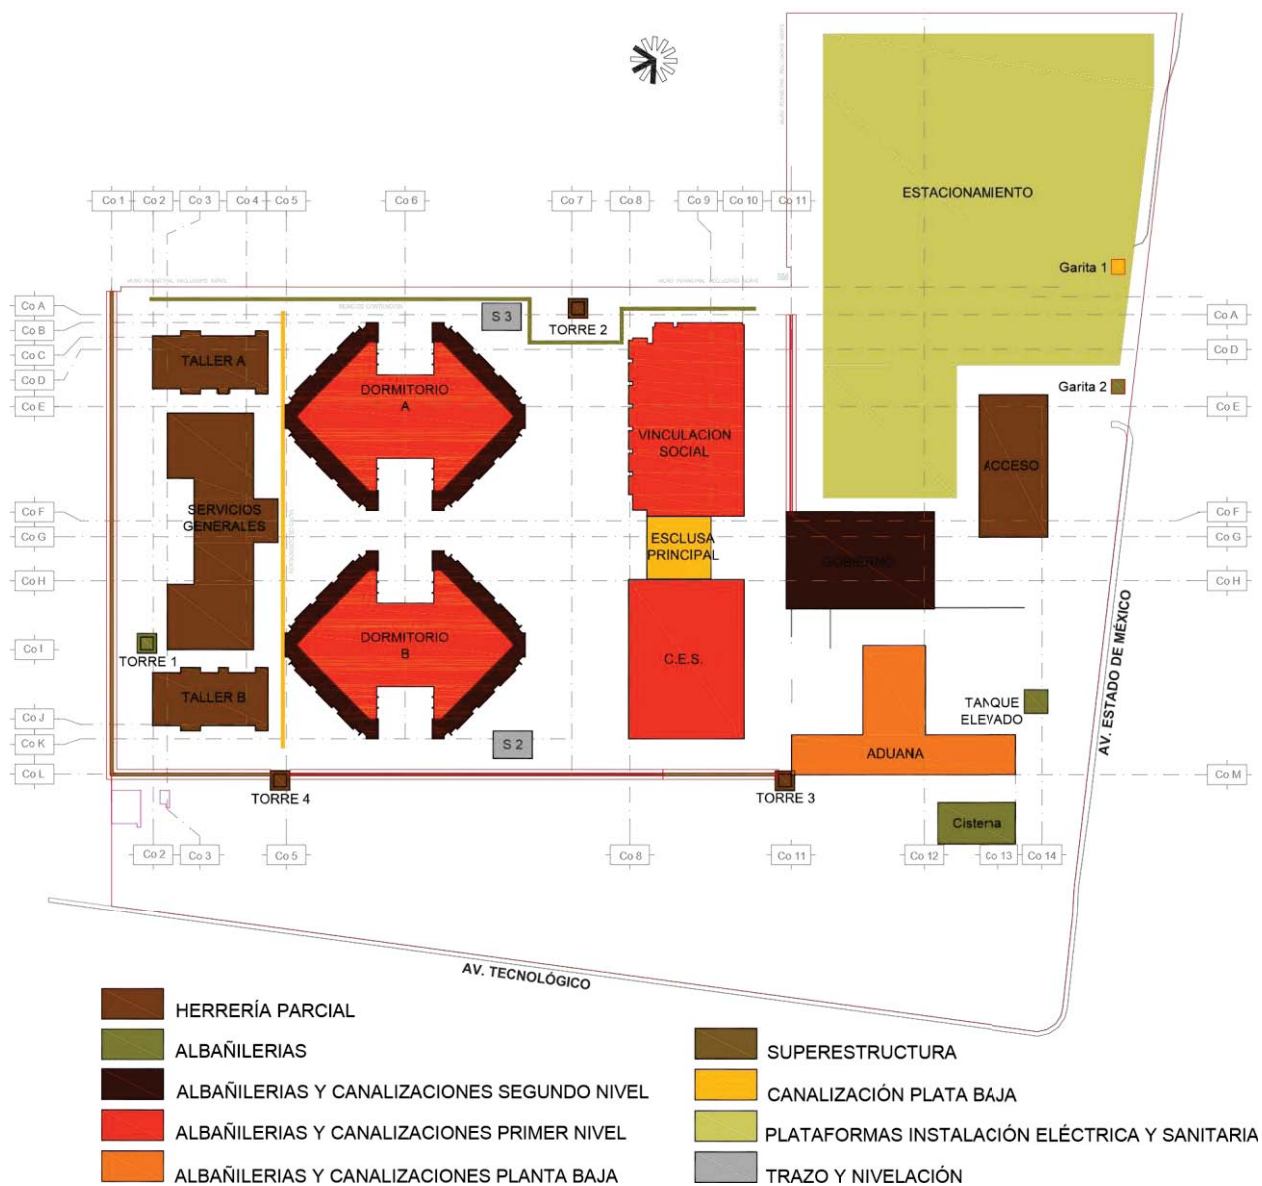 ESTACIONAMIENTO
Co 1
Co 2
Co 3
Co 4
Co 5
Co 6
Co 7
Co 8
Co 9
Co 10
Co 11
Garita 1
Co A
Co B
Co C
Co D
Co E
S 3
TORRE 2
Co A
Co D
TALLER A
DORMITORIO
A
Garita 2
Co E
VINCULACION
SOCIAL
ACCESO
Co F
Co G
Co H
SERVICIOS
GENERALES
ESCLUSA
PRINCIPAL
GOBIERNO
Co F
Co G
Co H
Co I
TORRE 1
DORMITORIO
B
C.E.S.
TALLER B
TANQUE
ELEVADO
AV. ESTADO DE MÉXICO
Co J
Co K
Co L
S 2
ADUANA
Co M
TORRE 4
TORRE 3
Cisterna
Co 2
Co 3
Co 5
Co 8
Co 11
Co 12
Co 13
Co 14
AV. TECNOLÓGICO
HERRERÍA PARCIAL
ALBAÑILERIAS
ALBAÑILERIAS Y CANALIZACIONES SEGUNDO NIVEL
ALBAÑILERIAS Y CANALIZACIONES PRIMER NIVEL
ALBAÑILERIAS Y CANALIZACIONES PLANTA BAJA
SUPERESTRUCTURA
CANALIZACIÓN PLATA BAJA
PLATAFORMAS INSTALACIÓN ELÉCTRICA Y SANITARIA
TRAZO Y NIVELACIÓN